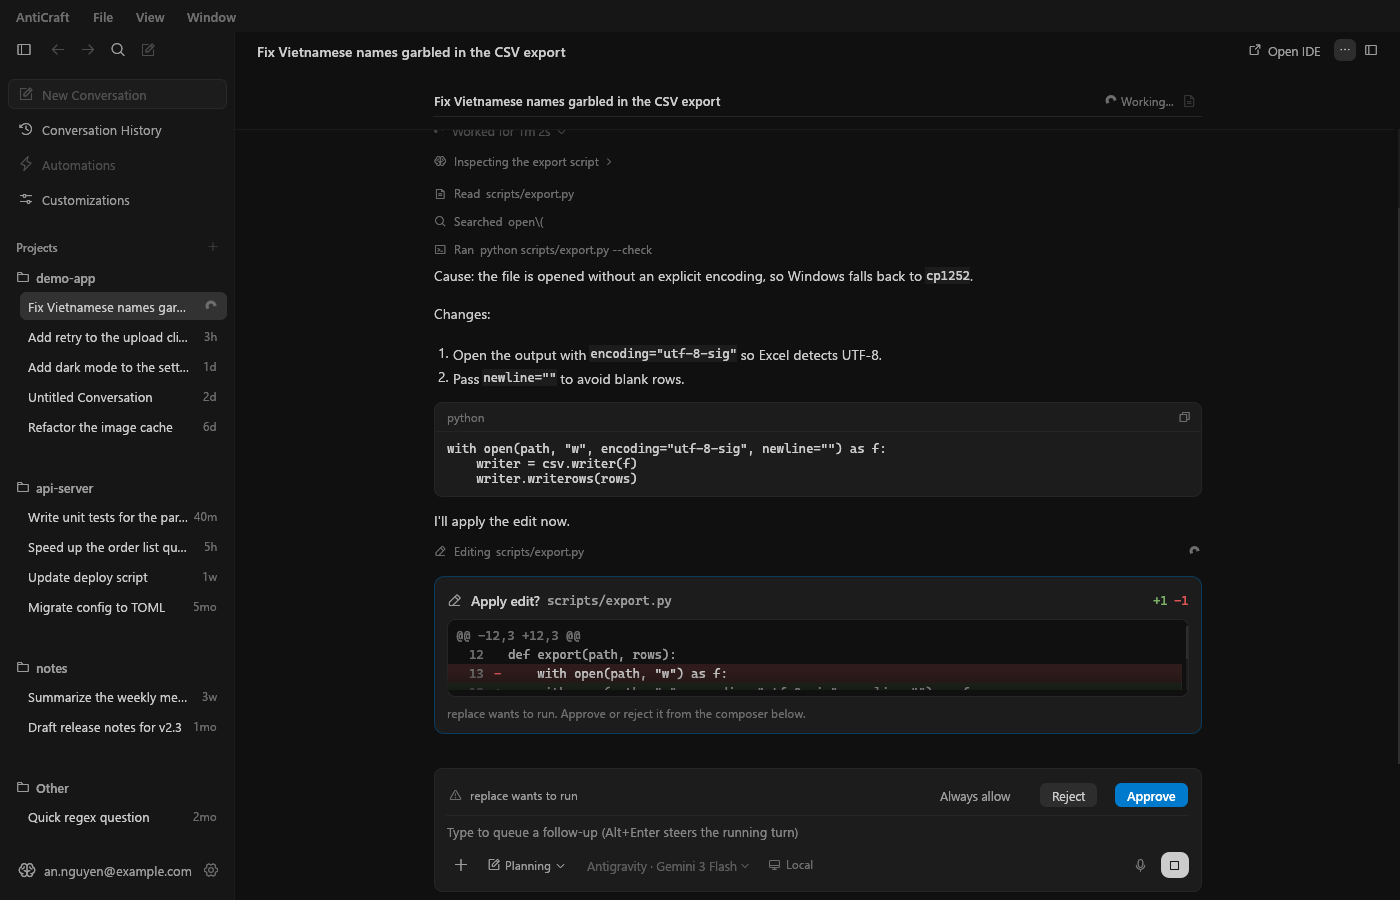 AntiCraft File View Window
Fix Vietnamese names garbled in the CSV export
Open IDE
New Conversation
Conversation History
Automations
Customizations
Projects
demo-app
Fix Vietnamese names gar...
Add retry to the upload cli... 3h
Add dark mode to the sett... 1d
Untitled Conversation 2d
Refactor the image cache 6d
api-server
Write unit tests for the par... 40m
Speed up the order list qu... 5h
Update deploy script 1w
Migrate config to TOML 5mo
notes
Summarize the weekly me... 3w
Draft release notes for v2.3 1mo
Other
Quick regex question 2mo
an.nguyen@example.com
Fix Vietnamese names garbled in the CSV export
Working...
Worked for 1m 2s
Inspecting the export script
Read scripts/export.py
Searched open\(
Ran python scripts/export.py --check
Cause: the file is opened without an explicit encoding, so Windows falls back to cp1252.
Changes:
1. Open the output with encoding="utf-8-sig" so Excel detects UTF-8.
2. Pass newline="" to avoid blank rows.
python
with open(path, "w", encoding="utf-8-sig", newline="") as f:
    writer = csv.writer(f)
    writer.writerows(rows)
I'll apply the edit now.
Editing scripts/export.py
Apply edit? scripts/export.py +1 −1
@@ −12,3 +12,3 @@
12 def export(path, rows):
13 − with open(path, "w") as f:
replace wants to run. Approve or reject it from the composer below.
replace wants to run
Always allow Reject Approve
Type to queue a follow-up (Alt+Enter steers the running turn)
Planning Antigravity · Gemini 3 Flash Local